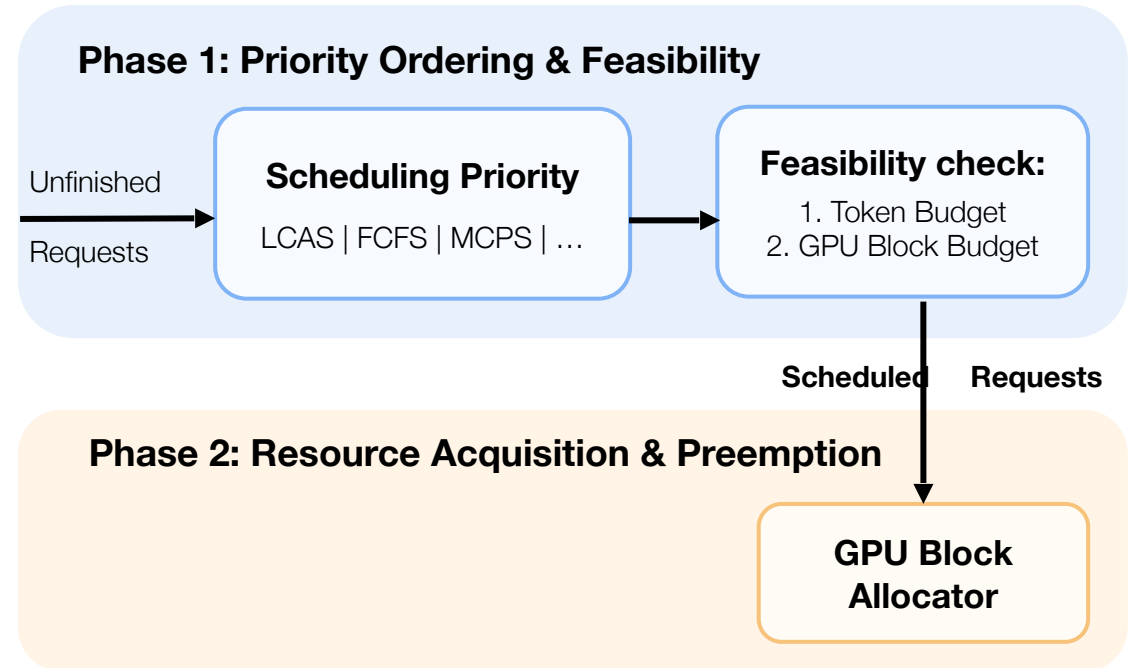 Phase 1: Priority Ordering & Feasibility
Unfinished
Requests
Scheduling Priority
LCAS | FCFS | MCPS | …
Feasibility check:
1. Token Budget
2. GPU Block Budget
Scheduled Requests
Phase 2: Resource Acquisition & Preemption
GPU Block
Allocator